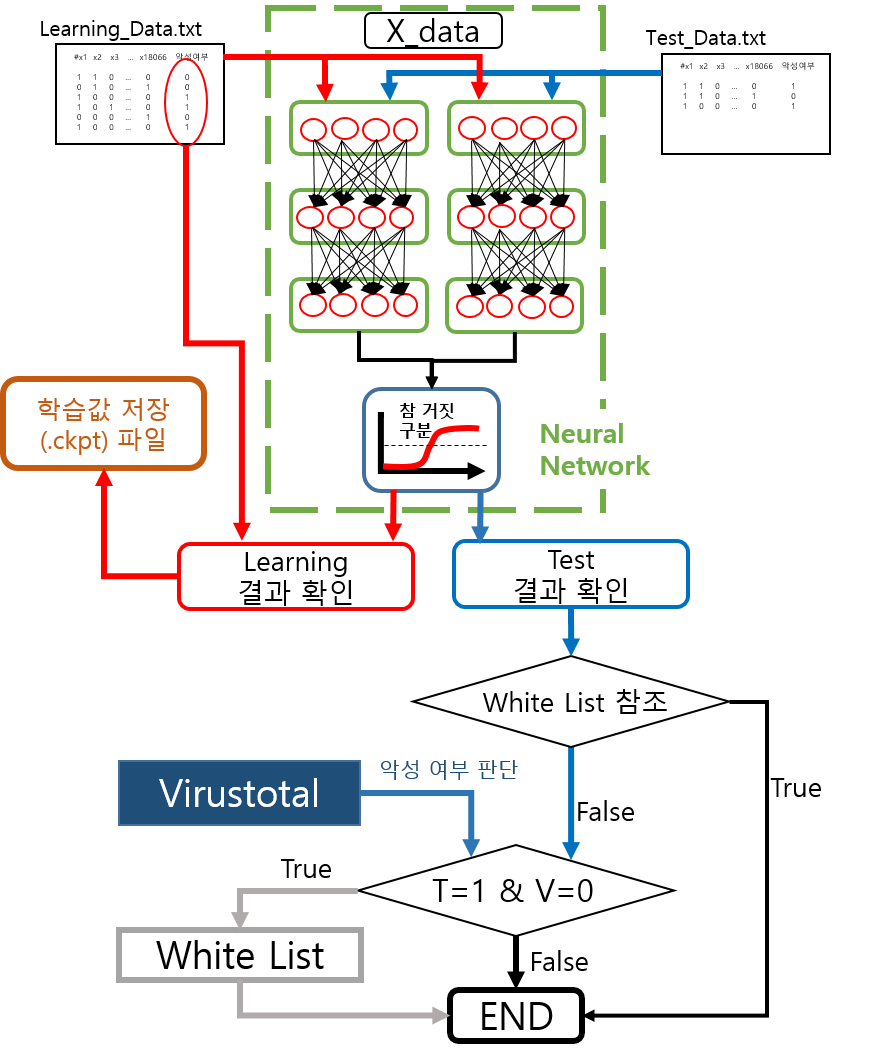 Learning_Data.txt
#x1 x2 x3 ... x18066 악성여부
1 1 0 ... 0 0
0 1 0 ... 1 0
1 0 0 ... 0 1
1 0 1 ... 0 1
0 0 0 ... 1 0
1 0 0 ... 0 1
X_data
Test_Data.txt
#x1 x2 x3 ... x18066 악성여부
1 1 0 ... 0 1
1 1 0 ... 1 0
1 0 0 ... 0 1
참 거짓
구분
Neural
Network
학습값 저장
(.ckpt) 파일
Learning
결과 확인
Test
결과 확인
White List 참조
True
False
Virustotal
악성 여부 판단
T=1 & V=0
True
False
White List
END